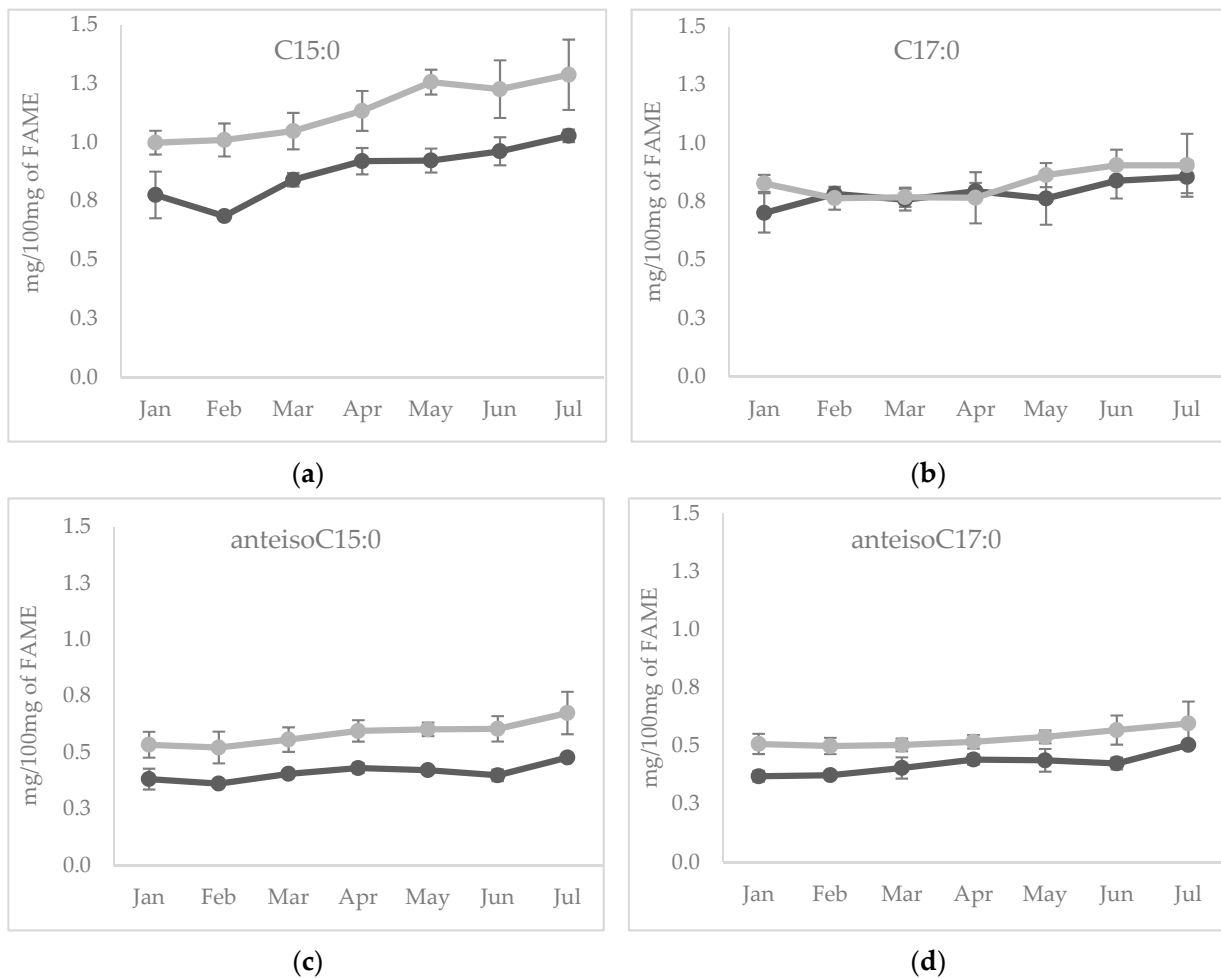 C15:0
mg/100mg of FAME
1.5
1.3
1.0
0.8
0.5
0.3
0.0
Jan Feb Mar Apr May Jun Jul
(a)
C17:0
mg/100mg of FAME
1.5
1.3
1.0
0.8
0.5
0.3
0.0
Jan Feb Mar Apr May Jun Jul
(b)
anteisoC15:0
mg/100mg of FAME
1.5
1.3
1.0
0.8
0.5
0.3
0.0
Jan Feb Mar Apr May Jun Jul
(c)
anteisoC17:0
mg/100mg of FAME
1.5
1.3
1.0
0.8
0.5
0.3
0.0
Jan Feb Mar Apr May Jun Jul
(d)